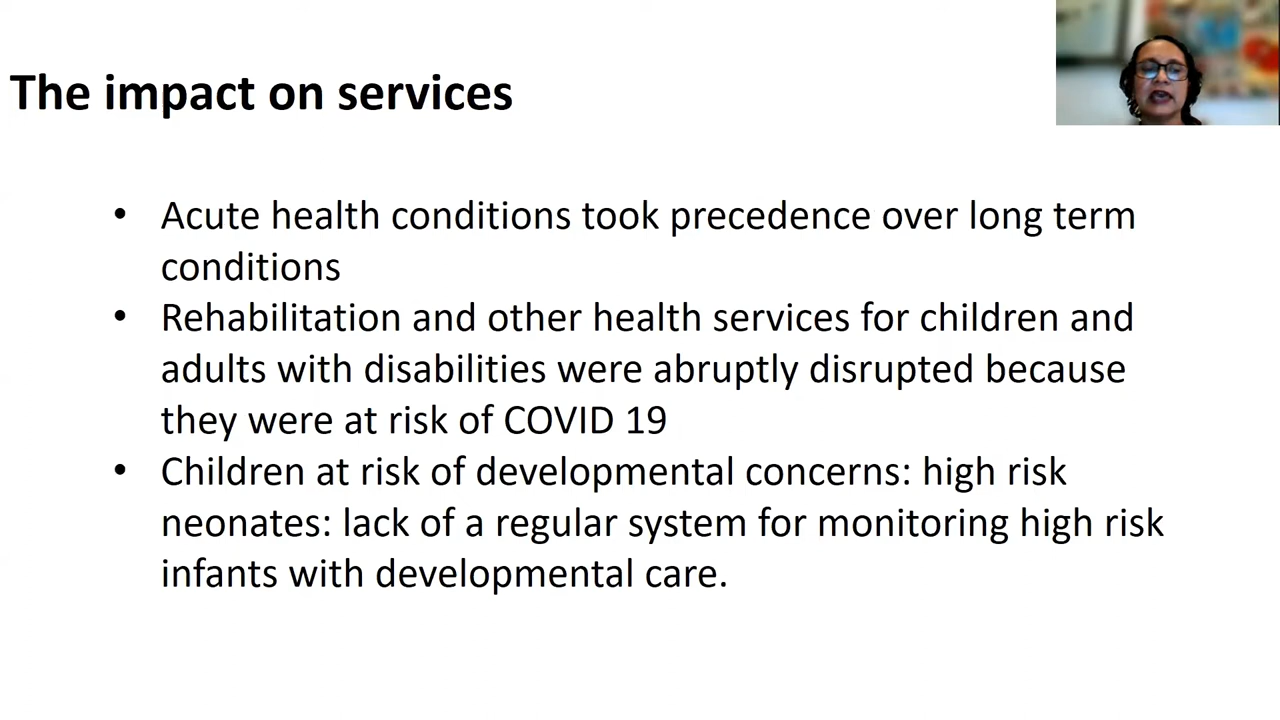 The impact on services
• Acute health conditions took precedence over long term
conditions
• Rehabilitation and other health services for children and
adults with disabilities were abruptly disrupted because
they were at risk of COVID 19
• Children at risk of developmental concerns: high risk
neonates: lack of a regular system for monitoring high risk
infants with developmental care.